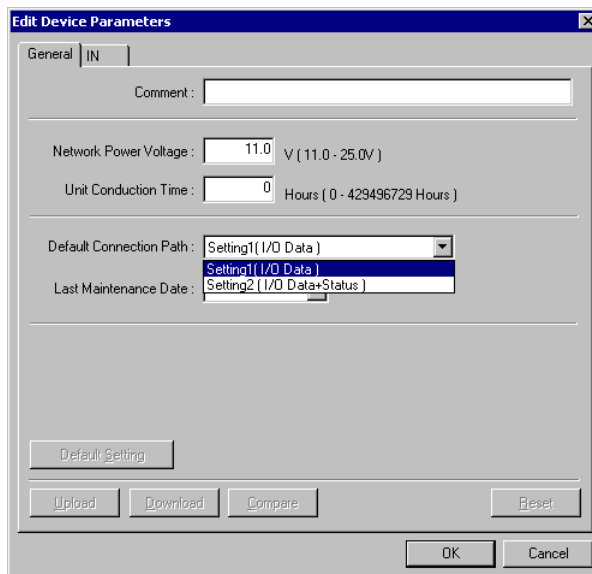 Edit Device Parameters
General IN
Comment :
Network Power Voltage : 11.0 V ( 11.0 - 25.0V )
Unit Conduction Time : 0 Hours ( 0 - 429496729 Hours )
Default Connection Path : Setting1( I/O Data )
Setting1( I/O Data )
Last Maintenance Date : Setting2 ( I/O Data+Status )
Default Setting
Upload Download Compare Reset
OK Cancel